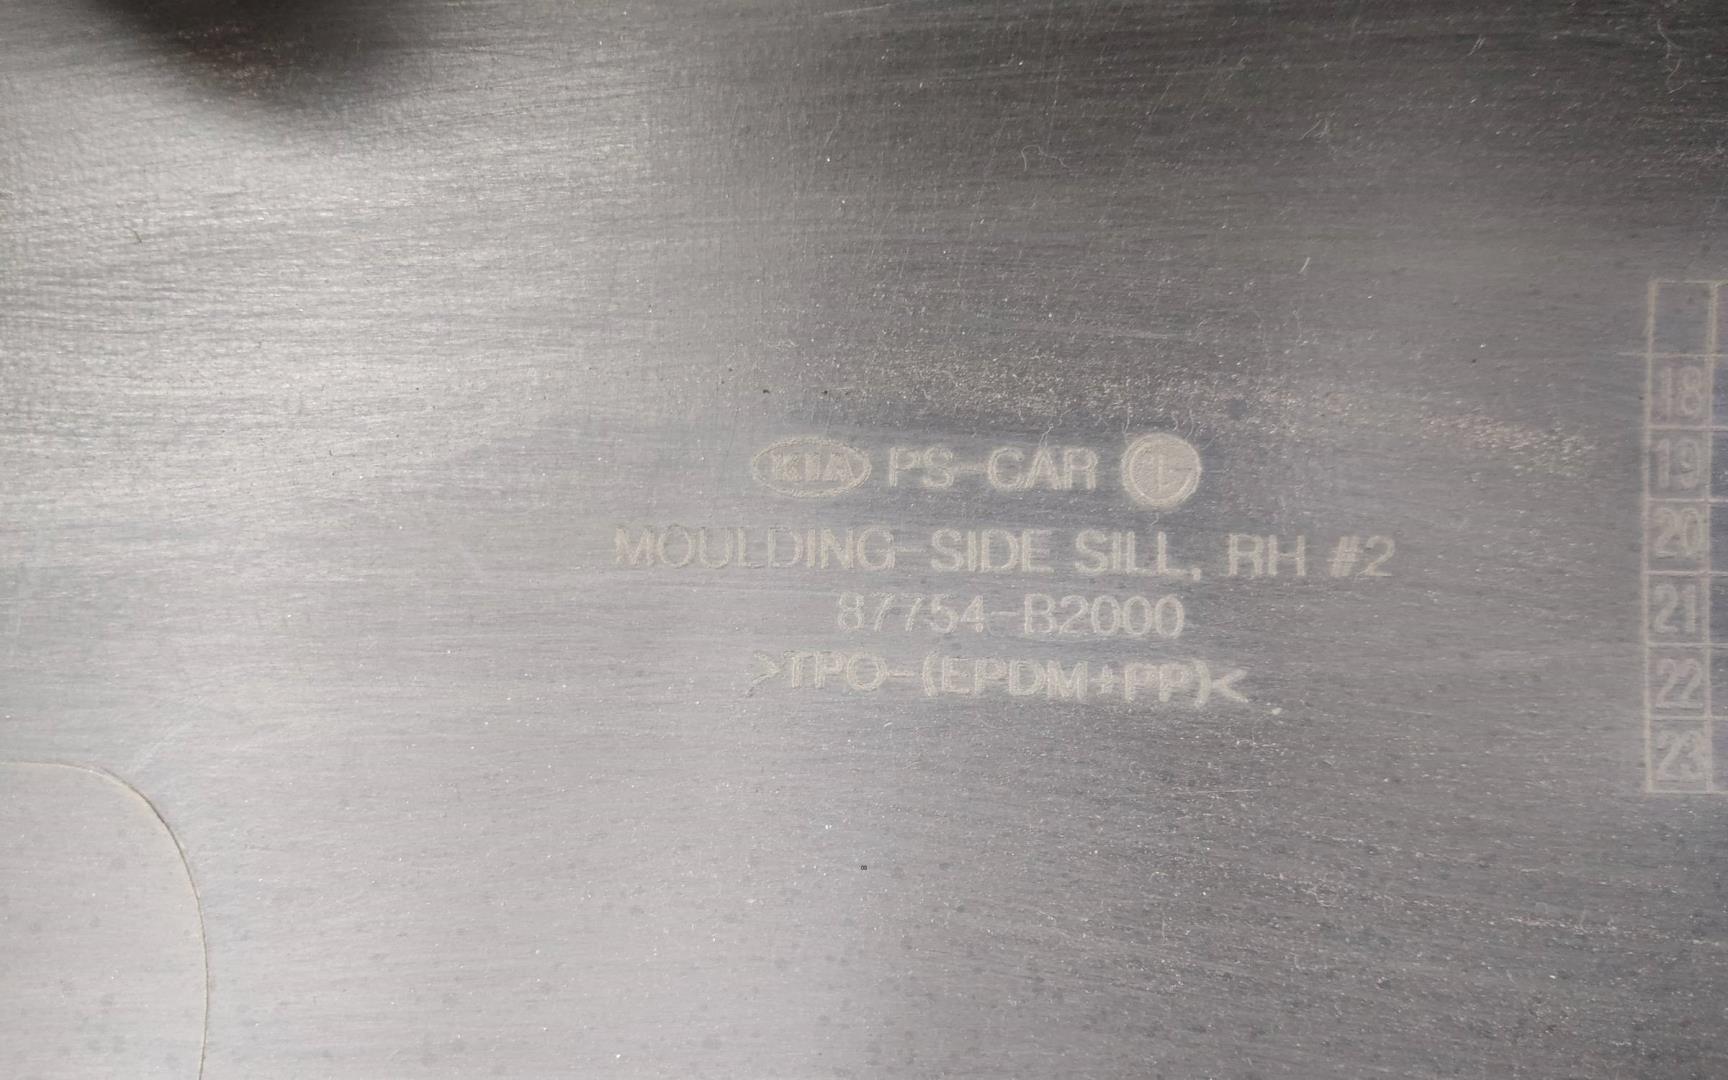 KIA PS-CAR L
MOULDING-SIDE SILL, RH #2
87754-B2000
>TPO-(EPDM+PP)<
18
19
20
21
22
23